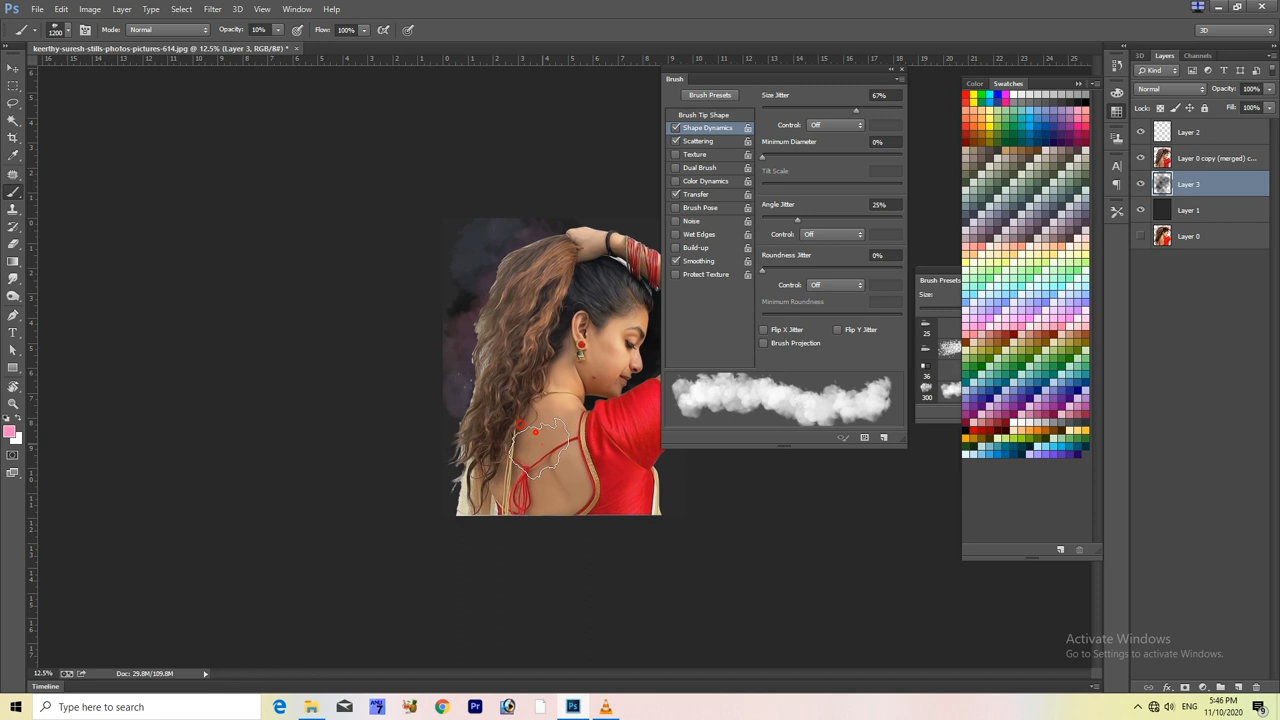 Ps File Edit Image Layer Type Select Filter 3D View Window Help
1200 Mode: Normal Opacity: 10% Flow: 100% 3D
keerthy-suresh-stills-photos-pictures-614.jpg @ 12.5% (Layer 3, RGB/8#) * ×
Brush
Brush Presets
Brush Tip Shape
Shape Dynamics
Scattering
Texture
Dual Brush
Color Dynamics
Transfer
Brush Pose
Noise
Wet Edges
Build-up
Smoothing
Protect Texture
Size Jitter 67%
Control: Off
Minimum Diameter 0%
Tilt Scale
Angle Jitter 25%
Control: Off
Roundness Jitter 0%
Control: Off
Minimum Roundness
Flip X Jitter Flip Y Jitter
Brush Projection
Brush Presets
Size:
25
36
300
Color Swatches
3D Layers Channels
Kind
Normal Opacity: 100%
Lock: Fill: 100%
Layer 2
Layer 0 copy (merged) c...
Layer 3
Layer 1
Layer 0
Activate Windows
Go to Settings to activate Windows.
12.5% Doc: 29.8M/109.8M
Timeline
Type here to search
ENG
5:46 PM
11/10/2020